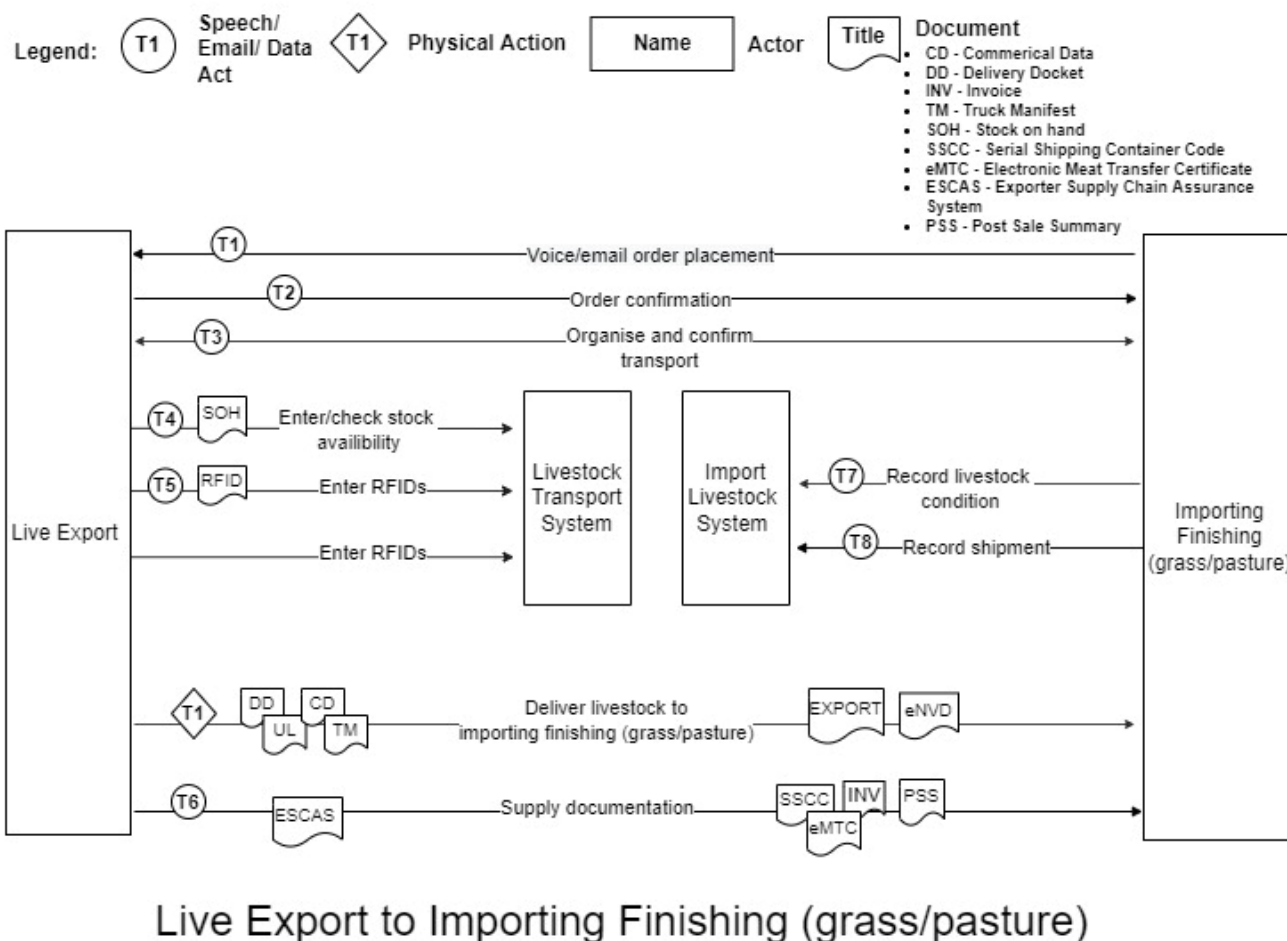 Legend:
T1
Speech/
Email/ Data
Act
T1
Physical Action
Name
Actor
Title
Document
• CD - Commerical Data
• DD - Delivery Docket
• INV - Invoice
• TM - Truck Manifest
• SOH - Stock on hand
• SSCC - Serial Shipping Container Code
• eMTC - Electronic Meat Transfer Certificate
• ESCAS - Exporter Supply Chain Assurance
System
• PSS - Post Sale Summary
T1
Voice/email order placement
T2
Order confirmation
T3
Organise and confirm
transport
T4
SOH
Enter/check stock
availibility
T5
RFID
Enter RFIDs
Enter RFIDs
Live Export
Livestock
Transport
System
Import
Livestock
System
T7
Record livestock
condition
T8
Record shipment
Importing
Finishing
(grass/pasture)
T1
DD
CD
UL
TM
Deliver livestock to
importing finishing (grass/pasture)
EXPORT
eNVD
T6
ESCAS
Supply documentation
SSCC
INV
PSS
eMTC
Live Export to Importing Finishing (grass/pasture)